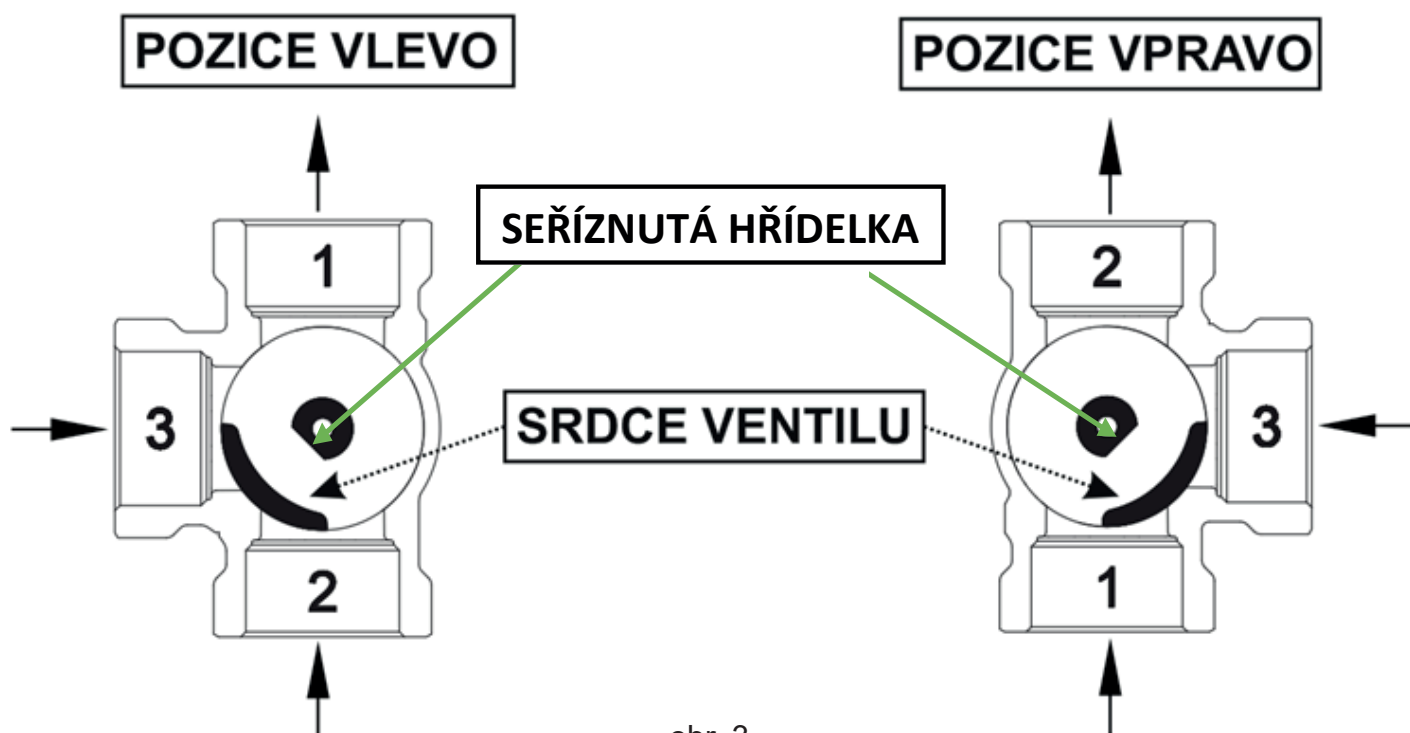 POZICE VLEVO
POZICE VPRAVO
SEŘÍZNUTÁ HŘÍDELKA
1
2
3
SRDCE VENTILU
3
2
1